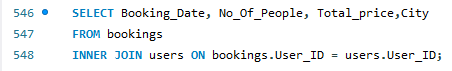 546 SELECT Booking_Date, No_Of_People, Total_price,City
547 FROM bookings
548 INNER JOIN users ON bookings.User_ID = users.User_ID;